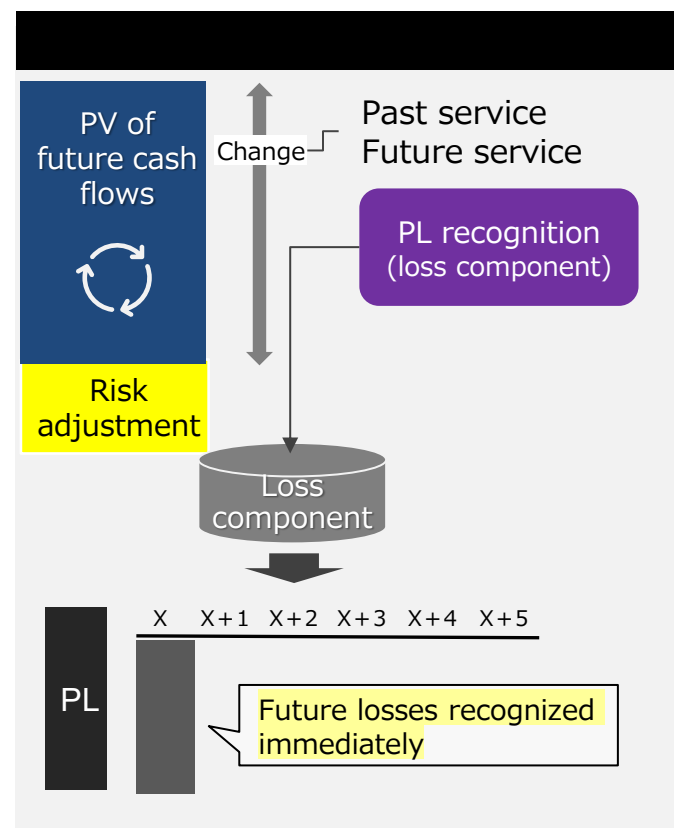 PV of
future cash
flows
Change
Past service
Future service
PL recognition
(loss component)
Risk
adjustment
Loss
component
X X+1 X+2 X+3 X+4 X+5
PL
Future losses recognized
immediately